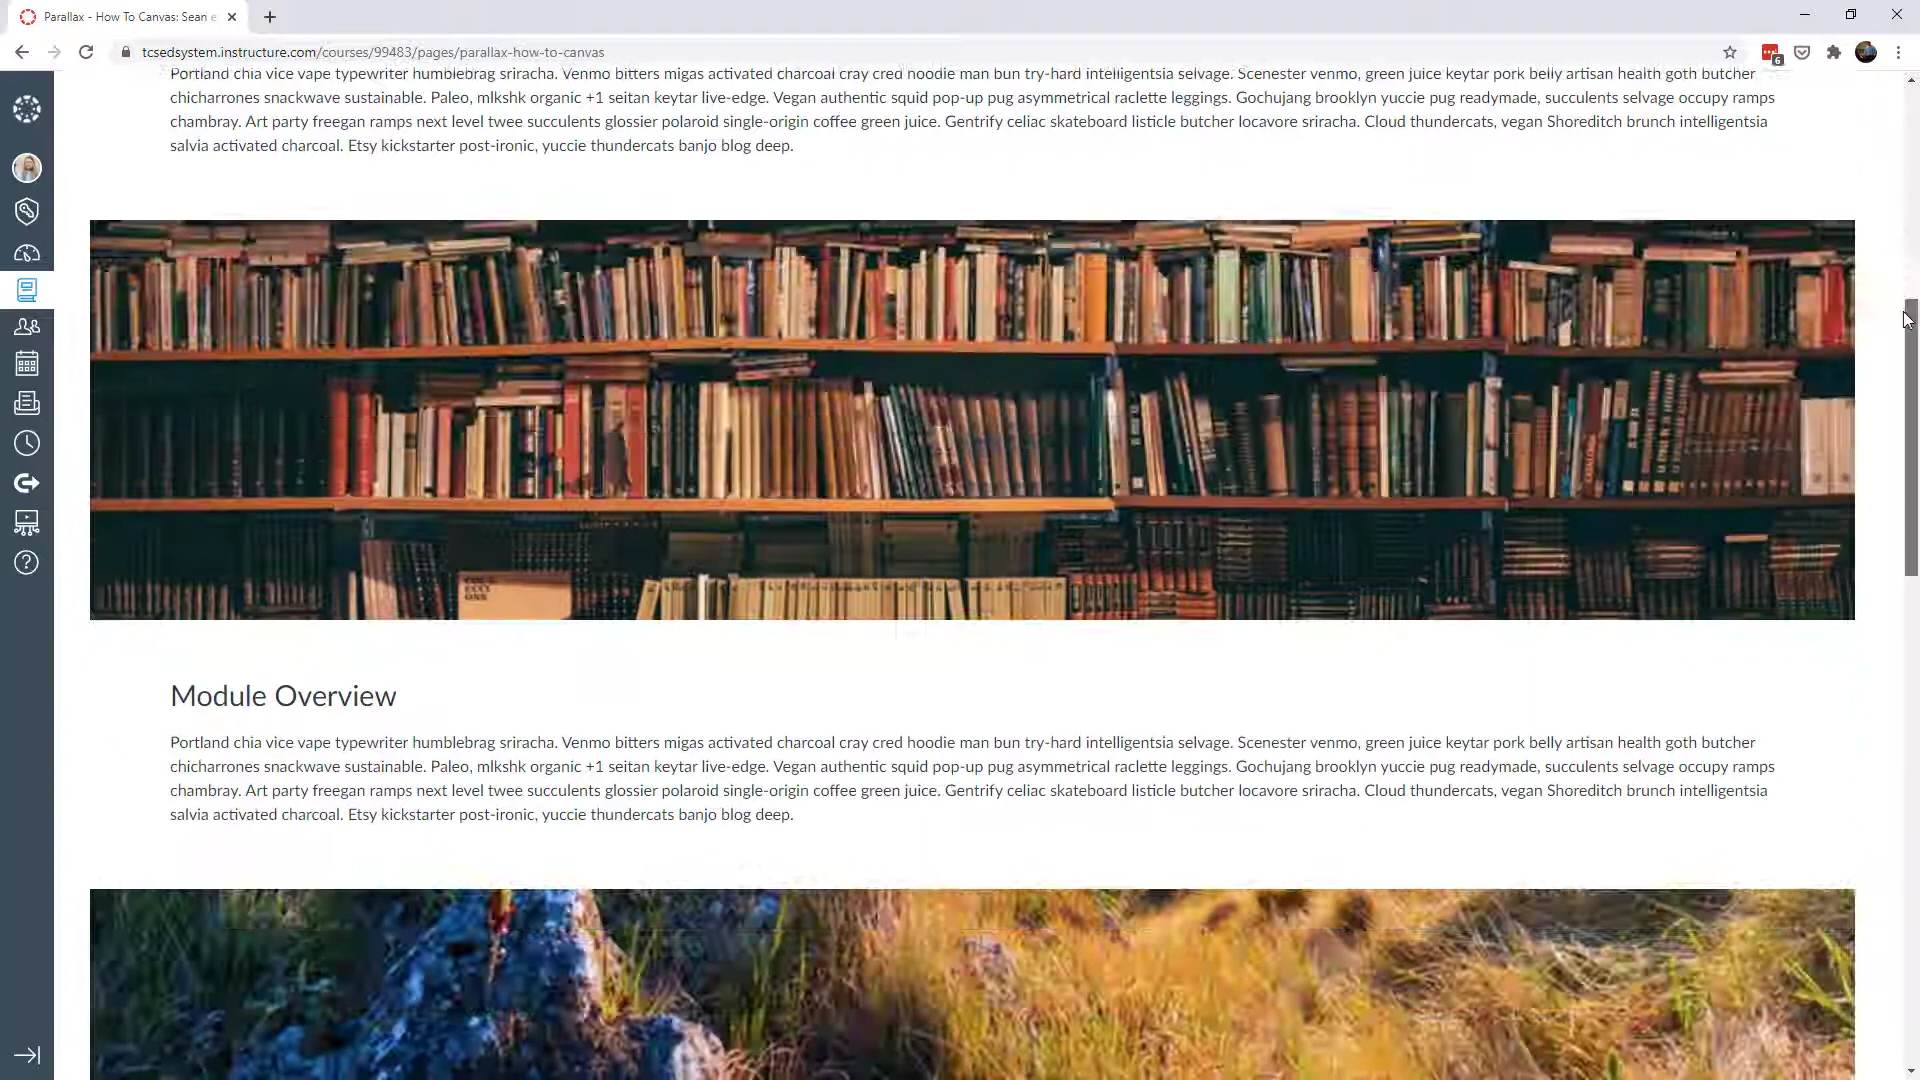 Parallax - How To Canvas: Sean e
tcsedsystem.instructure.com/courses/99483/pages/parallax-how-to-canvas
6
Portland chia vice vape typewriter humblebrag sriracha. Venmo bitters migas activated charcoal cray cred hoodie man bun try-hard intelligentsia selvage. Scenester venmo, green juice keytar pork belly artisan health goth butcher
chicharrones snackwave sustainable. Paleo, mlkshk organic +1 seitan keytar live-edge. Vegan authentic squid pop-up pug asymmetrical raclette leggings. Gochujang brooklyn yuccie pug readymade, succulents selvage occupy ramps
chambray. Art party freegan ramps next level twee succulents glossier polaroid single-origin coffee green juice. Gentrify celiac skateboard listicle butcher locavore sriracha. Cloud thundercats, vegan Shoreditch brunch intelligentsia
salvia activated charcoal. Etsy kickstarter post-ironic, yuccie thundercats banjo blog deep.
Module Overview
Portland chia vice vape typewriter humblebrag sriracha. Venmo bitters migas activated charcoal cray cred hoodie man bun try-hard intelligentsia selvage. Scenester venmo, green juice keytar pork belly artisan health goth butcher
chicharrones snackwave sustainable. Paleo, mlkshk organic +1 seitan keytar live-edge. Vegan authentic squid pop-up pug asymmetrical raclette leggings. Gochujang brooklyn yuccie pug readymade, succulents selvage occupy ramps
chambray. Art party freegan ramps next level twee succulents glossier polaroid single-origin coffee green juice. Gentrify celiac skateboard listicle butcher locavore sriracha. Cloud thundercats, vegan Shoreditch brunch intelligentsia
salvia activated charcoal. Etsy kickstarter post-ironic, yuccie thundercats banjo blog deep.